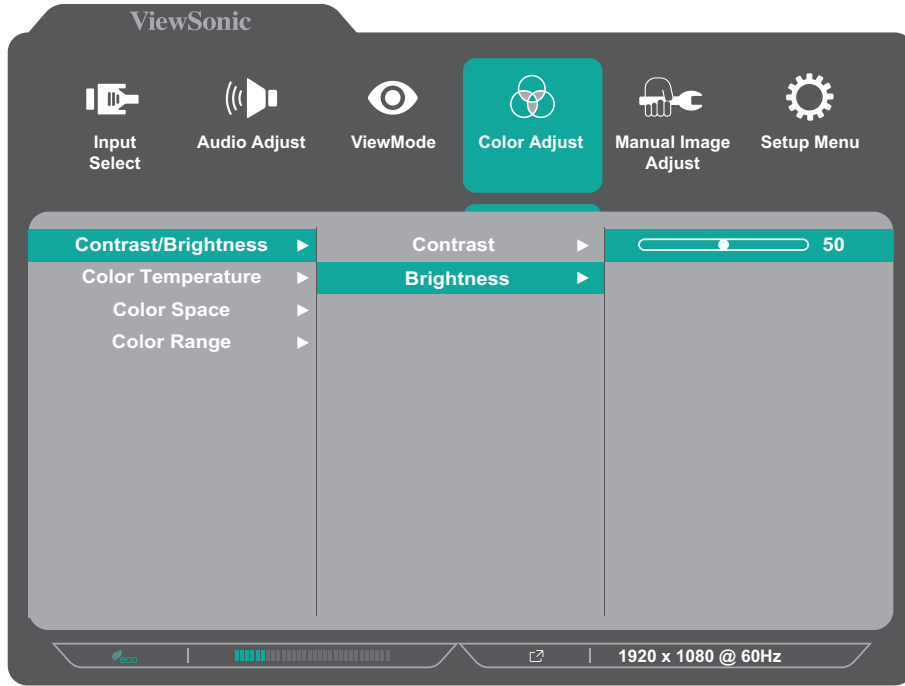 ViewSonic
Input
Select
Audio Adjust
ViewMode
Color Adjust
Manual Image
Adjust
Setup Menu
Contrast/Brightness
Contrast
50
Color Temperature
Brightness
Color Space
Color Range
eco
1920 x 1080 @ 60Hz